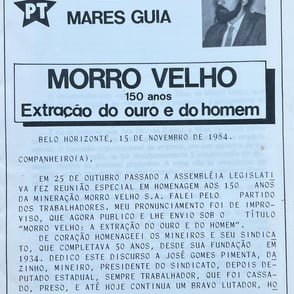 PT
MARES GUIA
MORRO VELHO
150 anos
Extração do ouro e do homem
BELO HORIZONTE, 15 DE NOVEMBRO DE 1984.
COMPANHEIRO(A),
EM 25 DE OUTUBRO PASSADO A ASSEMBLÉIA LEGISLATI
VA FEZ REUNIÃO ESPECIAL EM HOMENAGEM AOS 150 ANOS
DA MINERAÇÃO MORRO VELHO S.A. FALEI PELO PARTIDO
DOS TRABALHADORES. MEU PRONUNCIAMENTO FOI DE IMPRO-
VISO, QUE AGORA PUBLICO E LHE ENVIO SOB O TÍTULO
"MORRO VELHO: A EXTRAÇÃO DO OURO E DO HOMEM".
DE CORAÇÃO HOMENAGEEI OS MINEIROS E SEU SINDICA
TO, QUE COMPLETAVA 50 ANOS, DESDE SUA FUNDAÇÃO EM
1934. DEDICO ESTE DISCURSO A JOSÉ GOMES PIMENTA, DA
ZINHO, MINEIRO, PRESIDENTE DO SINDICATO, DEPOIS DE-
PUTADO ESTADUAL, SEMPRE TRABALHADOR, QUE FOI CASSA-
DO, PRESO, E ATÉ HOJE CONTINUA UM BRAVO LUTADOR, HO